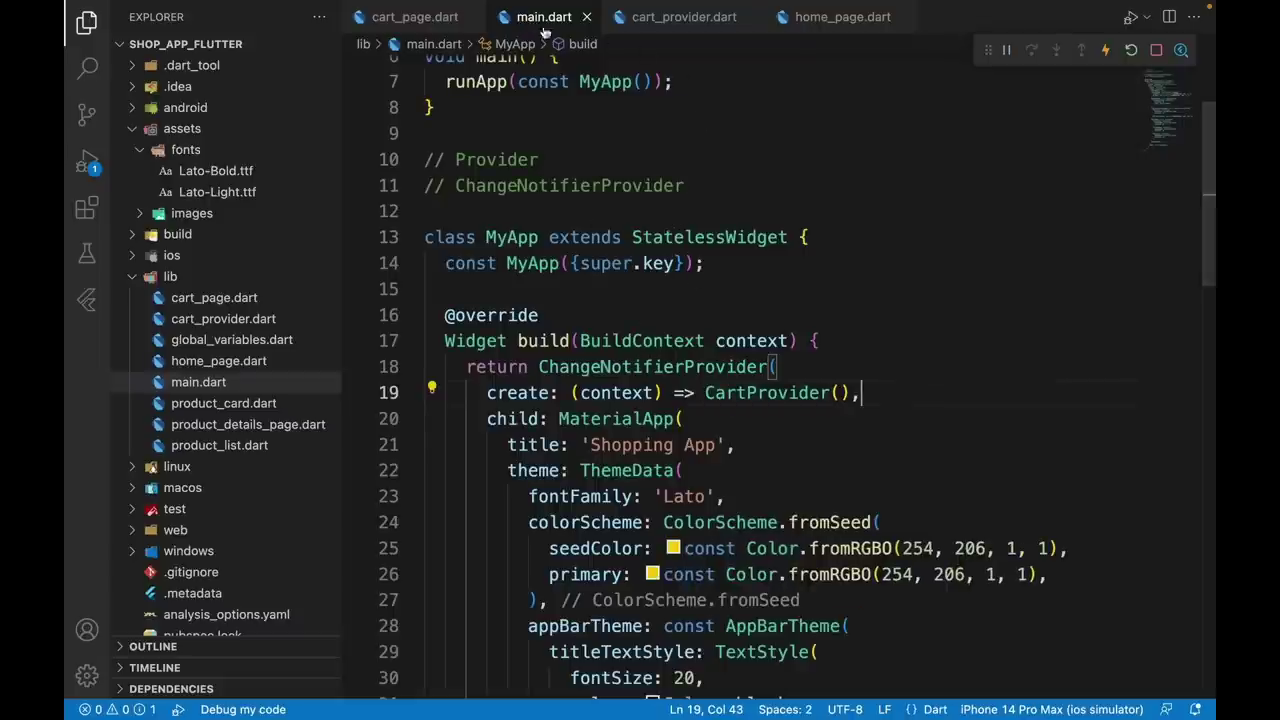 EXPLORER
SHOP_APP_FLUTTER
.dart_tool
.idea
android
assets
fonts
Aa Lato-Bold.ttf
Aa Lato-Light.ttf
images
build
ios
lib
cart_page.dart
cart_provider.dart
global_variables.dart
home_page.dart
main.dart
product_card.dart
product_details_page.dart
product_list.dart
linux
macos
test
web
windows
.gitignore
.metadata
analysis_options.yaml
pubspec.lock
OUTLINE
TIMELINE
DEPENDENCIES
1
cart_page.dart
main.dart
cart_provider.dart
home_page.dart
lib > main.dart > MyApp > build
6 void main() {
7 runApp(const MyApp());
8 }
9
10 // Provider
11 // ChangeNotifierProvider
12
13 class MyApp extends StatelessWidget {
14 const MyApp({super.key});
15
16 @override
17 Widget build(BuildContext context) {
18 return ChangeNotifierProvider(
19 create: (context) => CartProvider(),
20 child: MaterialApp(
21 title: 'Shopping App',
22 theme: ThemeData(
23 fontFamily: 'Lato',
24 colorScheme: ColorScheme.fromSeed(
25 seedColor: const Color.fromRGBO(254, 206, 1, 1),
26 primary: const Color.fromRGBO(254, 206, 1, 1),
27 ), // ColorScheme.fromSeed
28 appBarTheme: const AppBarTheme(
29 titleTextStyle: TextStyle(
30 fontSize: 20,
0 0 1 Debug my code Ln 19, Col 43 Spaces: 2 UTF-8 LF {} Dart iPhone 14 Pro Max (ios simulator)